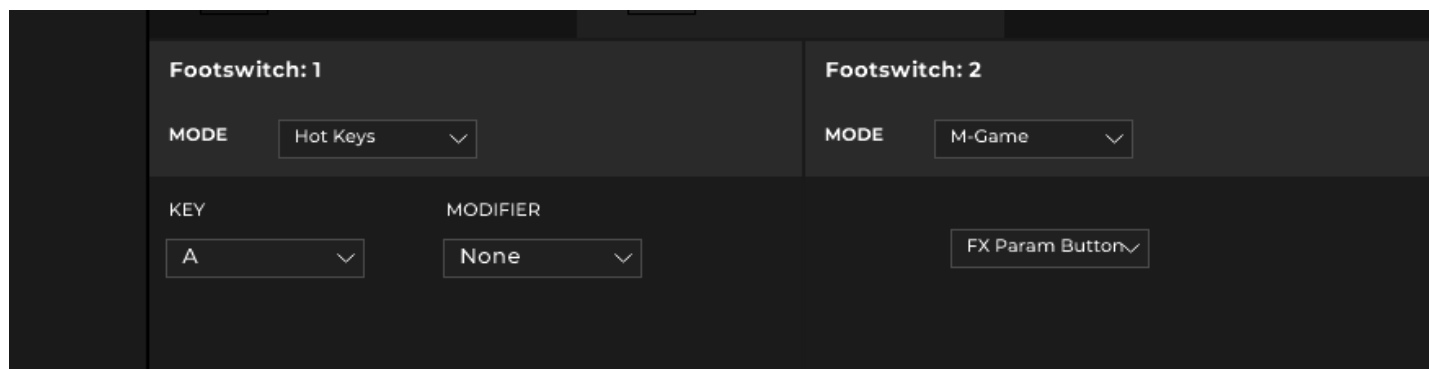 Footswitch: 1
MODE Hot Keys
KEY MODIFIER
A None
Footswitch: 2
MODE M-Game
FX Param Button